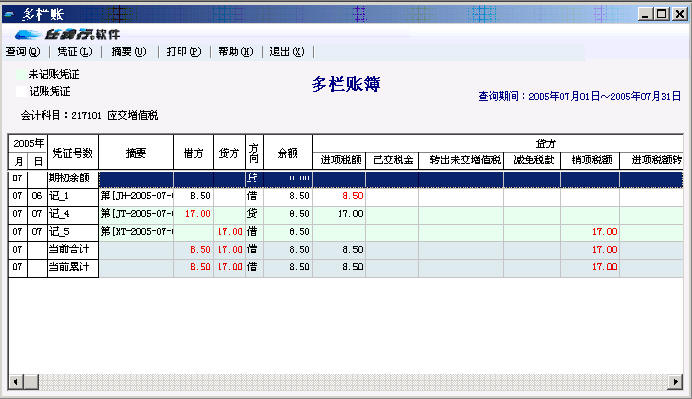 多栏账
任我行软件
查询(Q) 凭证(L) 摘要(U) 打印(P) 帮助(H) 退出(X)
未记账凭证
记账凭证
多栏账簿
查询期间：2005年07月01日～2005年07月31日
会计科目：217101 应交增值税
2005年 凭证号数 摘要 借方 贷方 方向 余额 贷方
月 日 进项税额 已交税金 转出未交增值税 减免税款 销项税额 进项税额转
07 期初余额 贷 0.00
07 06 记_1 第[JH-2005-07- 8.50 借 8.50 8.50
07 07 记_4 第[JT-2005-07- 17.00 贷 8.50 17.00
07 07 记_5 第[XT-2005-07- 17.00 借 8.50 17.00
07 当前合计 8.50 17.00 借 8.50 8.50 17.00
07 当前累计 8.50 17.00 借 8.50 8.50 17.00